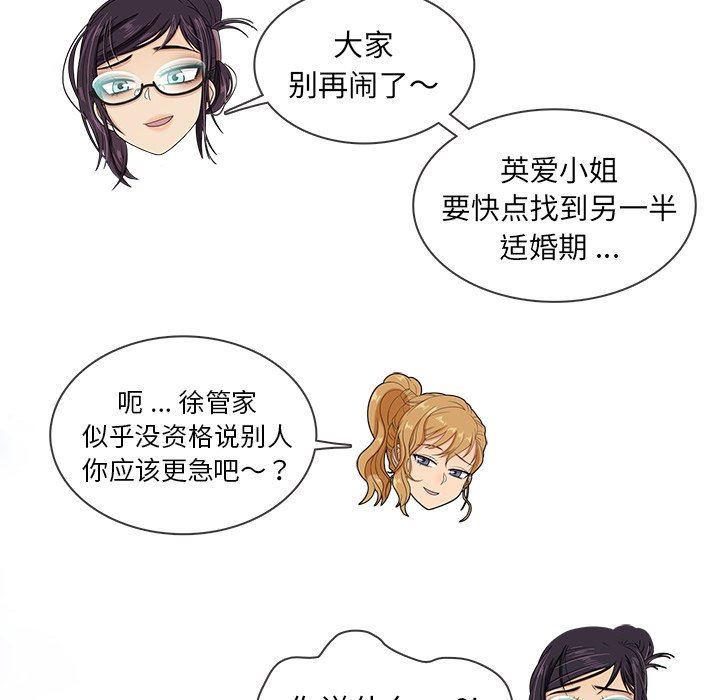 大家
别再闹了～
英爱小姐
要快点找到另一半
适婚期 ...
呃 ... 徐管家
似乎没资格说别人
你应该更急吧～？